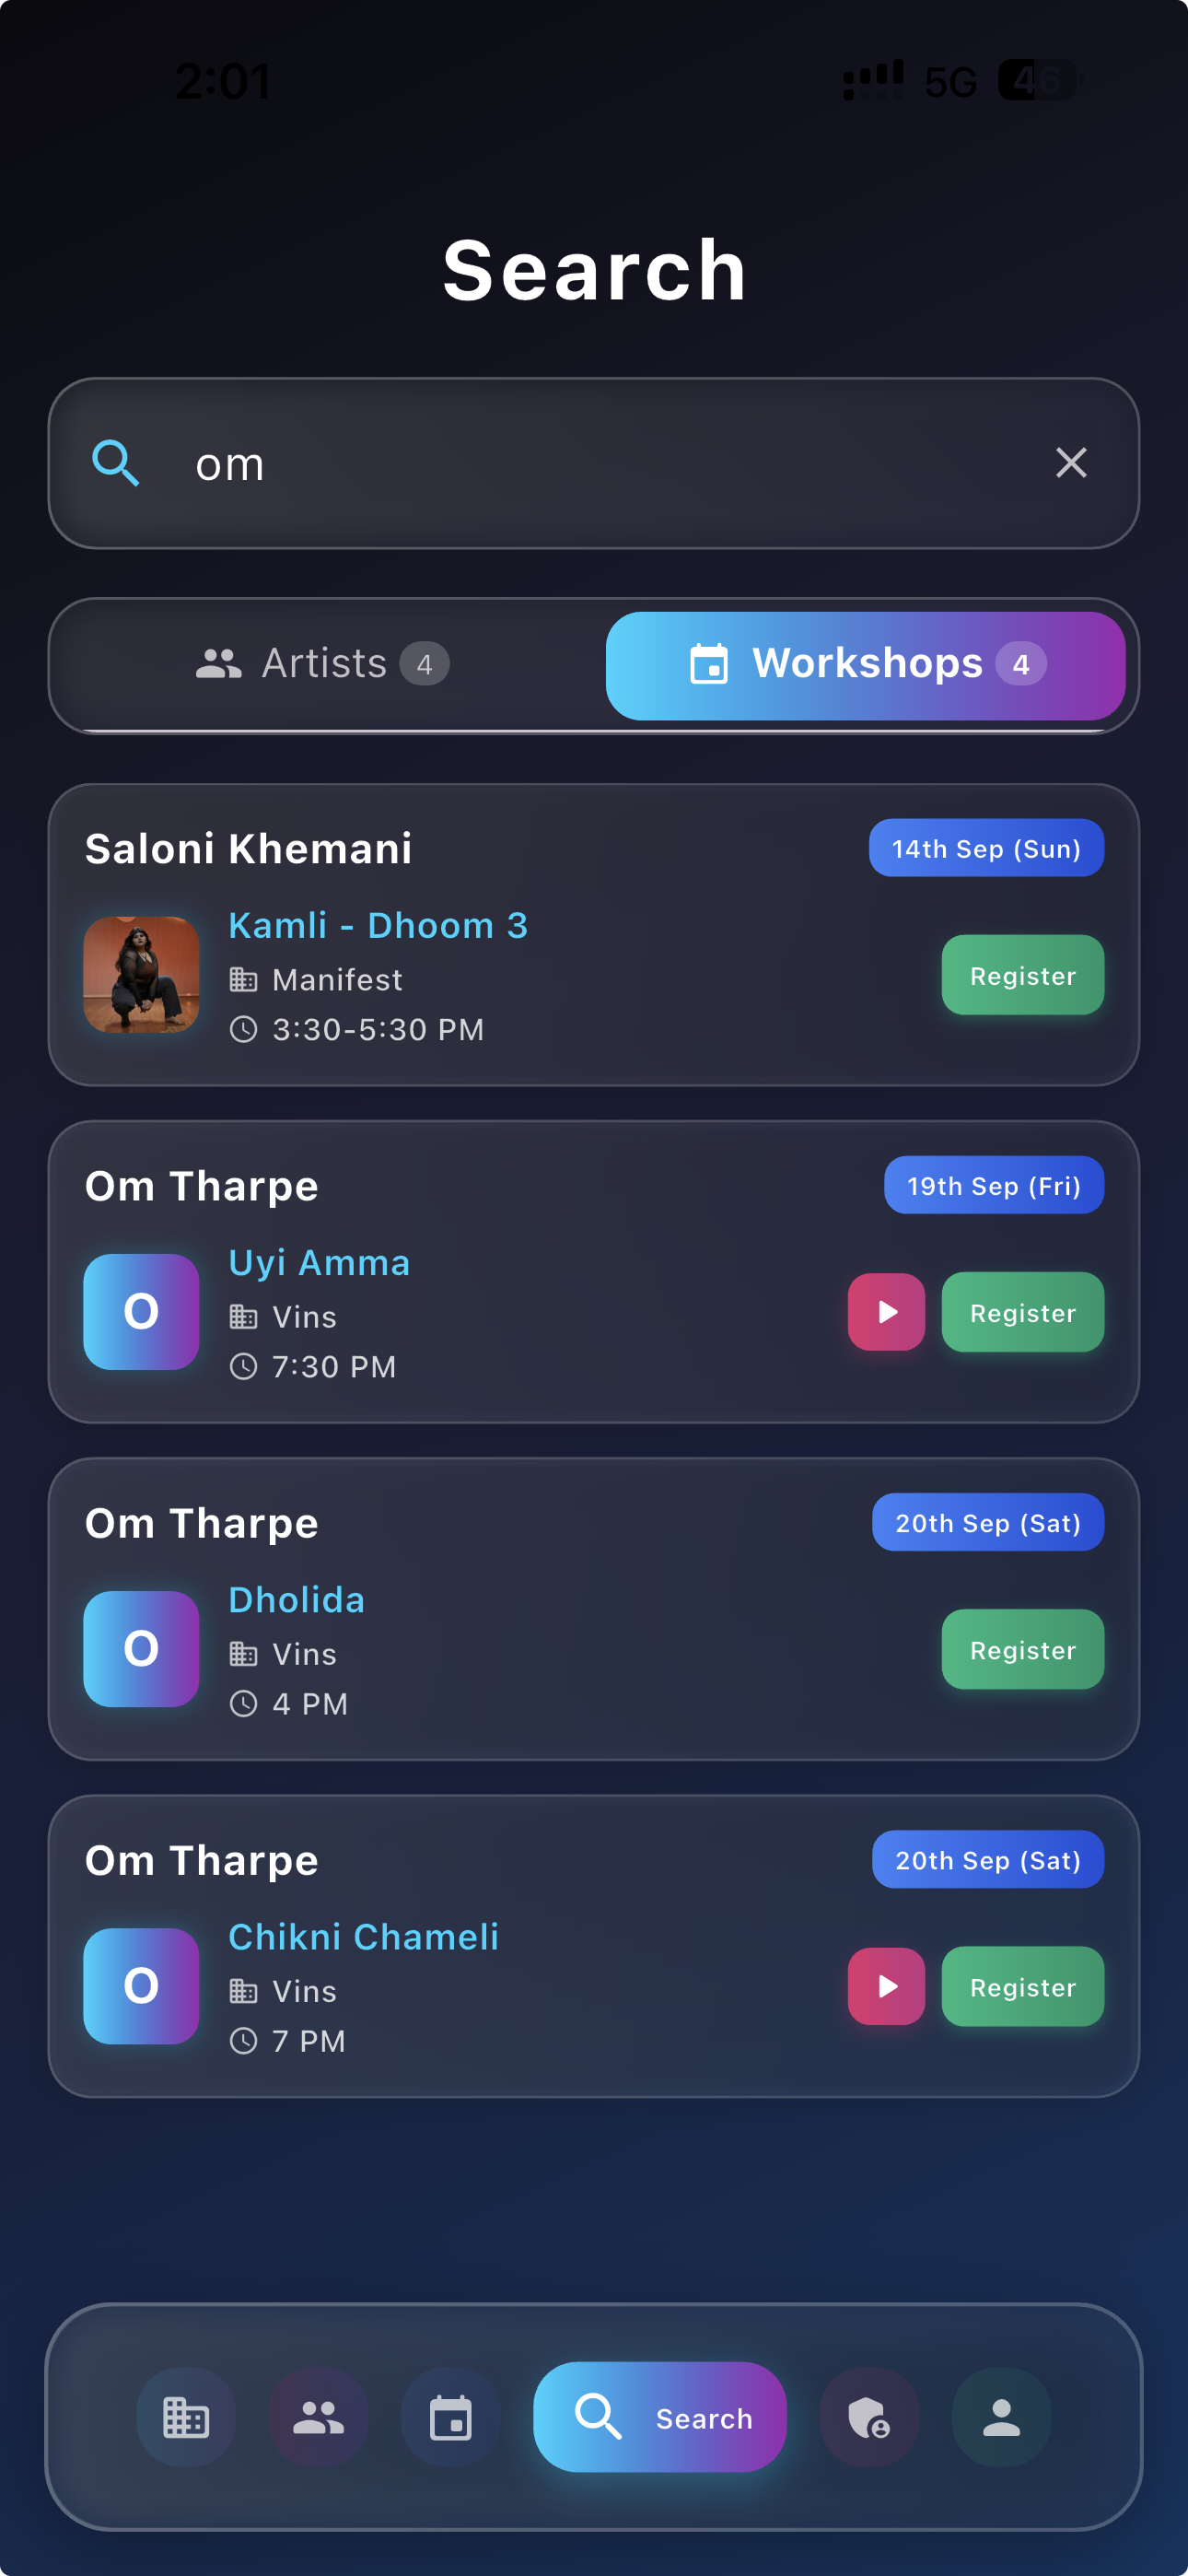 2:01 5G 46
Search
om
Artists 4 Workshops 4
Saloni Khemani 14th Sep (Sun)
Kamli - Dhoom 3
Manifest
Register
3:30-5:30 PM
Om Tharpe 19th Sep (Fri)
Uyi Amma
O
Vins
Register
7:30 PM
Om Tharpe 20th Sep (Sat)
Dholida
O
Vins
Register
4 PM
Om Tharpe 20th Sep (Sat)
Chikni Chameli
O
Vins
Register
7 PM
Search